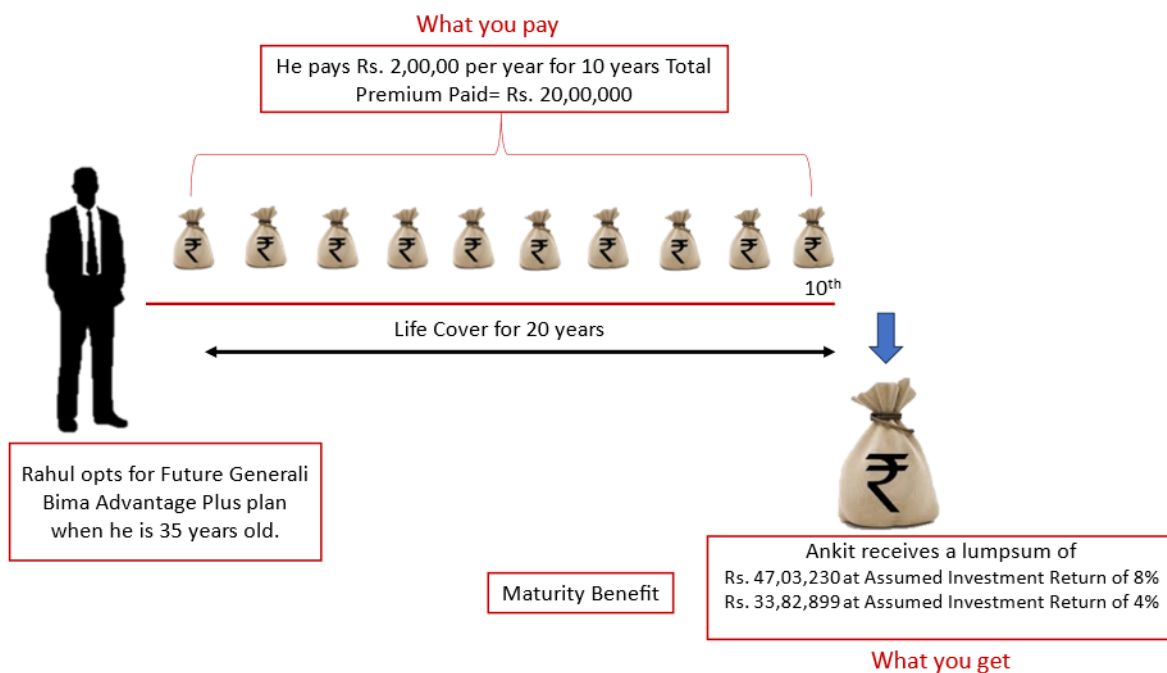 What you pay
He pays Rs. 2,00,00 per year for 10 years Total
Premium Paid= Rs. 20,00,000
₹ ₹ ₹ ₹ ₹ ₹ ₹ ₹ ₹ ₹
10th
Life Cover for 20 years
₹
Rahul opts for Future Generali
Bima Advantage Plus plan
when he is 35 years old.
Maturity Benefit
Ankit receives a lumpsum of
Rs. 47,03,230 at Assumed Investment Return of 8%
Rs. 33,82,899 at Assumed Investment Return of 4%
What you get